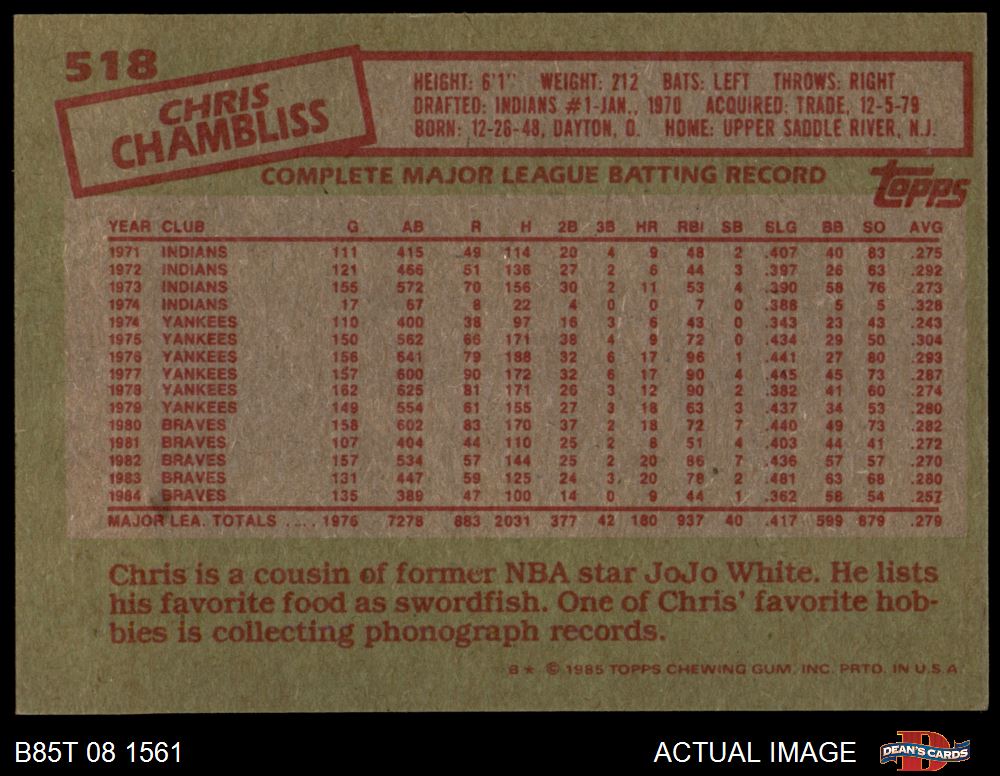 518
CHRIS
CHAMBLISS
HEIGHT: 6'1" WEIGHT: 212 BATS: LEFT THROWS: RIGHT
DRAFTED: INDIANS #1-JAN., 1970 ACQUIRED: TRADE, 12-5-79
BORN: 12-26-48, DAYTON, O. HOME: UPPER SADDLE RIVER, N.J.
COMPLETE MAJOR LEAGUE BATTING RECORD
topps
YEAR CLUB G AB R H 2B 3B HR RBI SB SLG BB SO AVG
1971 INDIANS 111 415 49 114 20 4 9 48 2 .407 40 83 .275
1972 INDIANS 121 466 51 136 27 2 6 44 3 .397 26 63 .292
1973 INDIANS 155 572 70 156 30 2 11 53 4 .390 58 76 .273
1974 INDIANS 17 67 8 22 4 0 0 7 0 .388 5 5 .328
1974 YANKEES 110 400 38 97 16 3 6 43 0 .343 23 43 .243
1975 YANKEES 150 562 66 171 38 4 9 72 0 .434 29 50 .304
1976 YANKEES 156 641 79 188 32 6 17 96 1 .441 27 80 .293
1977 YANKEES 157 600 90 172 32 6 17 90 4 .445 45 73 .287
1978 YANKEES 162 625 81 171 26 3 12 90 2 .382 41 60 .274
1979 YANKEES 149 554 61 155 27 3 18 63 3 .437 34 53 .280
1980 BRAVES 158 602 83 170 37 2 18 72 7 .440 49 73 .282
1981 BRAVES 107 404 44 110 25 2 8 51 4 .403 44 41 .272
1982 BRAVES 157 534 57 144 25 2 20 86 7 .436 57 57 .270
1983 BRAVES 131 447 59 125 24 3 20 78 2 .481 63 68 .280
1984 BRAVES 135 389 47 100 14 0 9 44 1 .362 58 54 .257
MAJOR LEA. TOTALS .... 1976 7278 883 2031 377 42 180 937 40 .417 599 879 .279
Chris is a cousin of former NBA star JoJo White. He lists
his favorite food as swordfish. One of Chris' favorite hob-
bies is collecting phonograph records.
B★ © 1985 TOPPS CHEWING GUM, INC. PRTD. IN U.S.A.
B85T 08 1561
ACTUAL IMAGE
DEAN'S CARDS